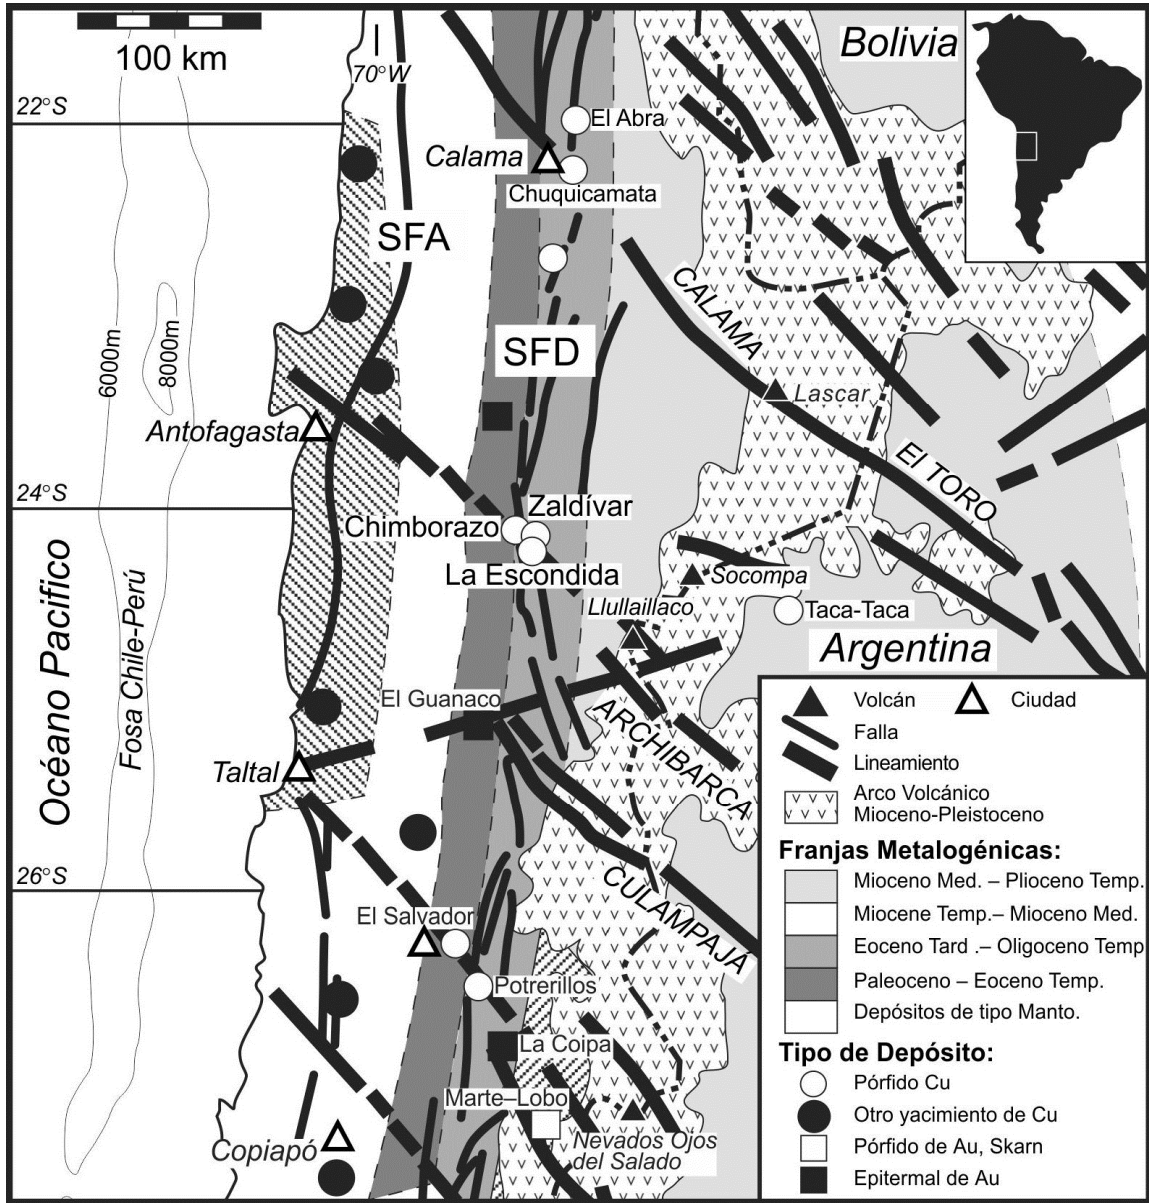 100 km
70°W
Bolivia
22°S
El Abra
Calama
Chuquicamata
SFA
CALAMA
6000m
8000m
SFD
Lascar
Antofagasta
El TORO
24°S
Zaldívar
Chimborazo
La Escondida
Socompa
Llullaillaco
Taca-Taca
Argentina
Océano Pacifico
Fosa Chile-Perú
El Guanaco
ARCHIBARCA
Taltal
CULAMPAJÁ
26°S
El Salvador
Potrerillos
La Coipa
Marte–Lobo
Copiapó
Nevados Ojos
del Salado
Volcán
Ciudad
Falla
Lineamiento
Arco Volcánico
Mioceno-Pleistoceno
Franjas Metalogénicas:
Mioceno Med. – Plioceno Temp.
Miocene Temp.– Mioceno Med.
Eoceno Tard .– Oligoceno Temp
Paleoceno – Eoceno Temp.
Depósitos de tipo Manto.
Tipo de Depósito:
Pórfido Cu
Otro yacimiento de Cu
Pórfido de Au, Skarn
Epitermal de Au